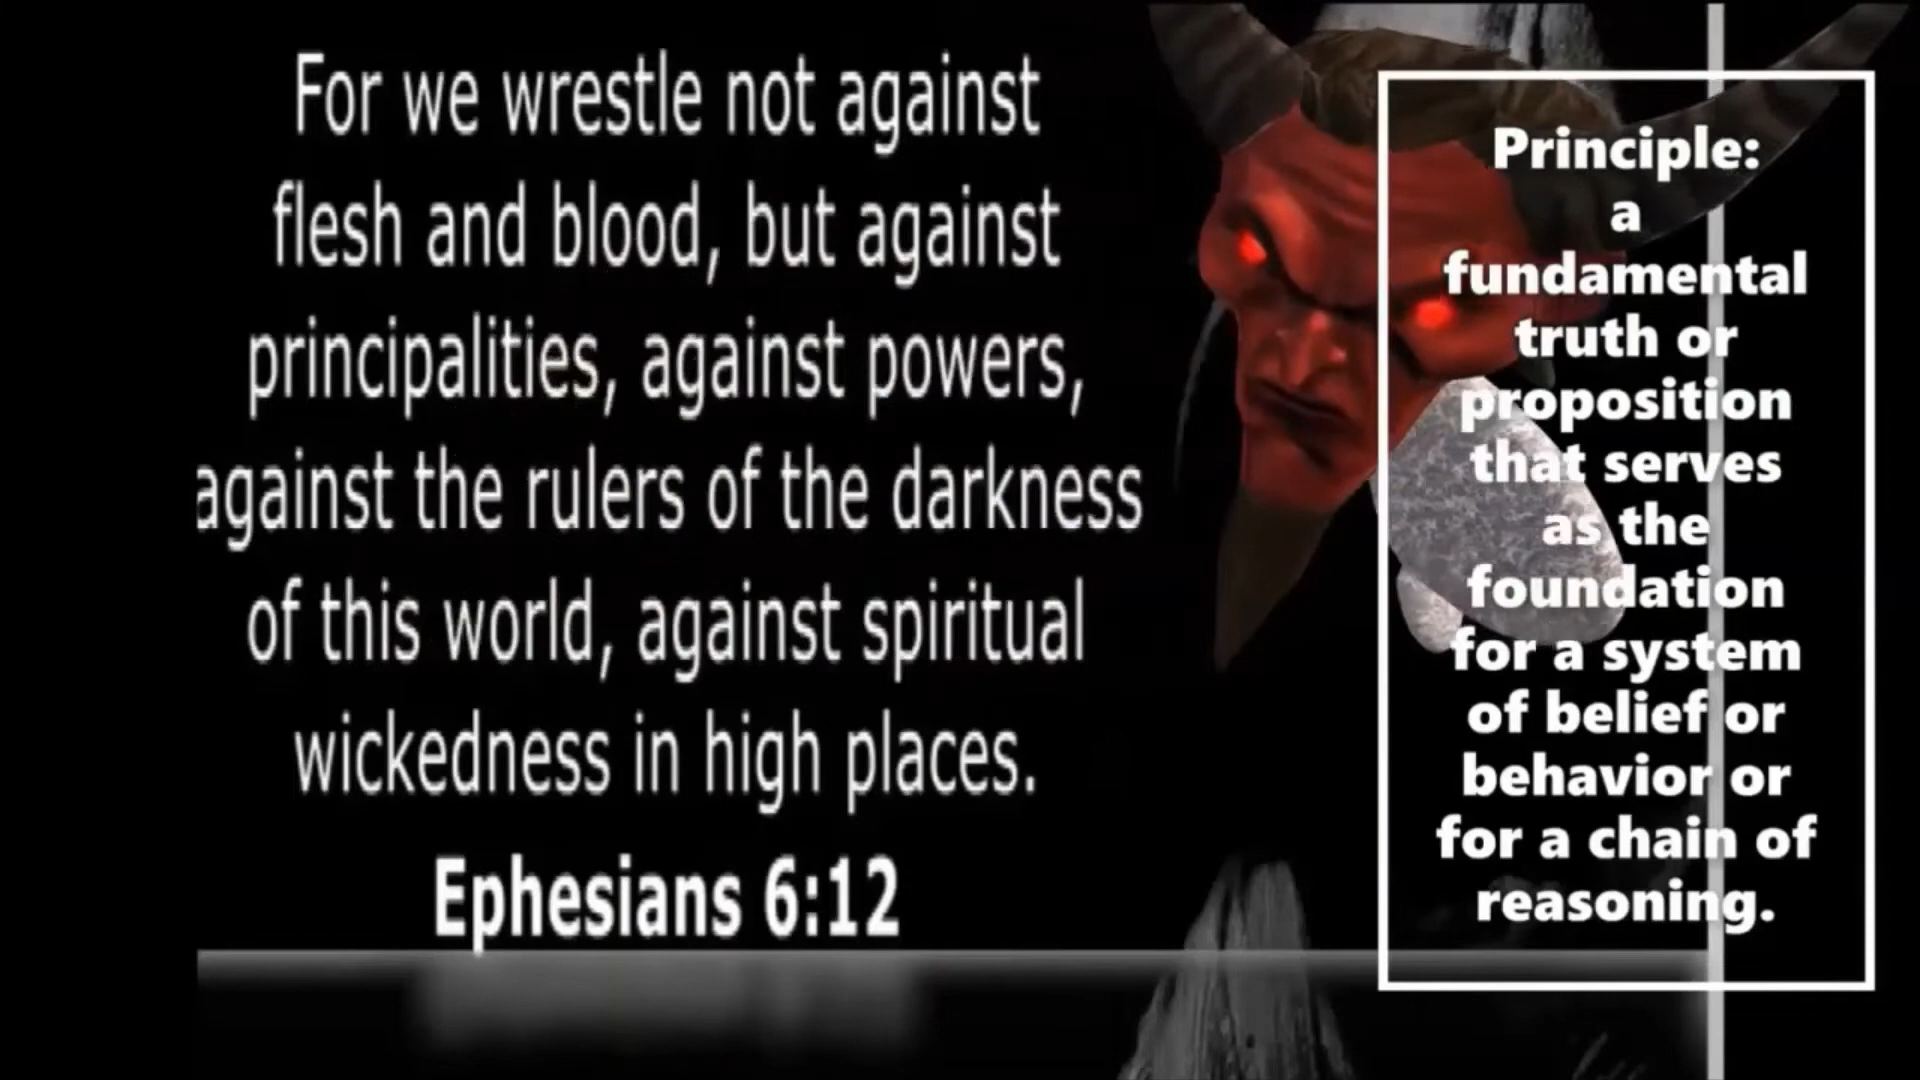 For we wrestle not against
flesh and blood, but against
principalities, against powers,
against the rulers of the darkness
of this world, against spiritual
wickedness in high places.
Ephesians 6:12
Principle:
a
fundamental
truth or
proposition
that serves
as the
foundation
for a system
of belief or
behavior or
for a chain of
reasoning.